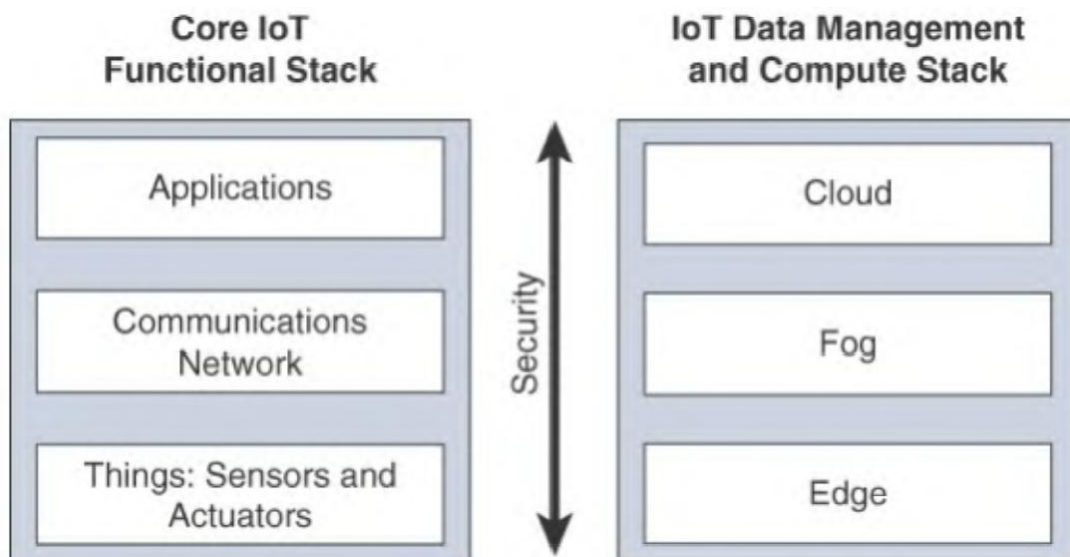 Core IoT
Functional Stack
Applications
Communications
Network
Things: Sensors and
Actuators
Security
IoT Data Management
and Compute Stack
Cloud
Fog
Edge